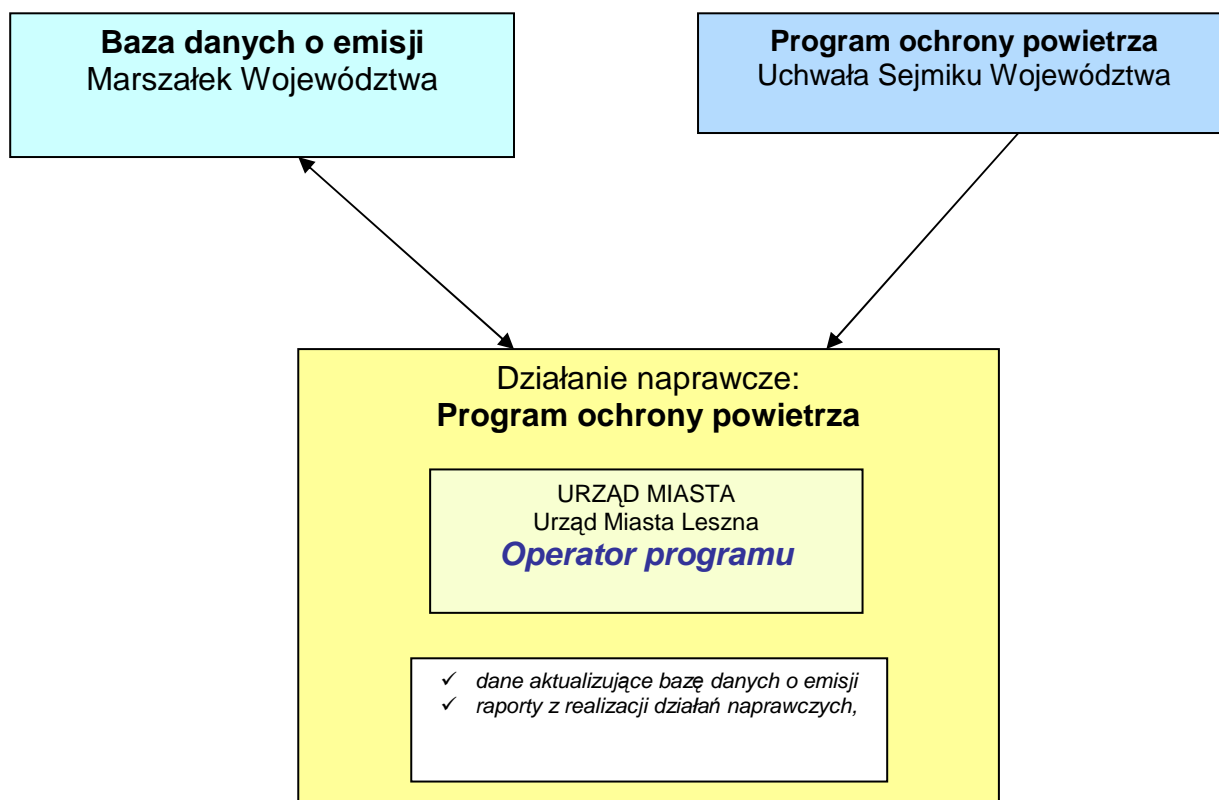 Baza danych o emisji
Marszałek Województwa
Program ochrony powietrza
Uchwała Sejmiku Województwa
Działanie naprawcze:
Program ochrony powietrza
URZĄD MIASTA
Urząd Miasta Leszna
Operator programu
✓ dane aktualizujące bazę danych o emisji
✓ raporty z realizacji działań naprawczych,